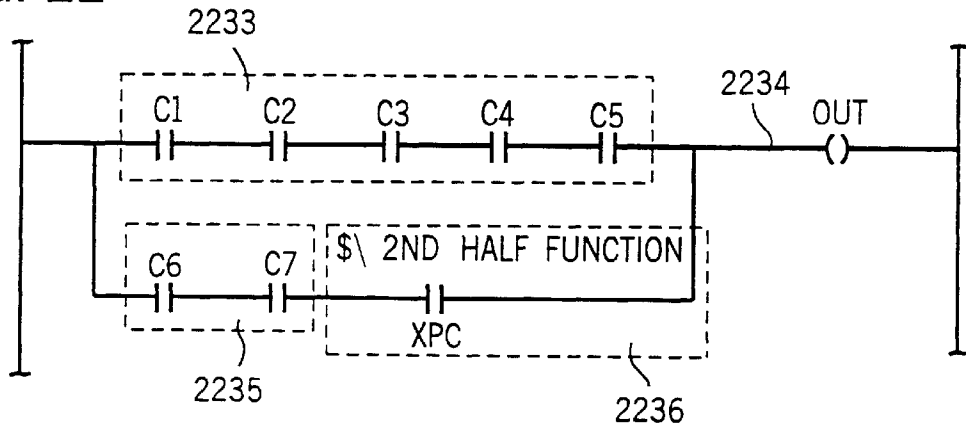 2233
2234
C1 C2 C3 C4 C5 OUT
$\ 2ND HALF FUNCTION
C6 C7
XPC
2235
2236